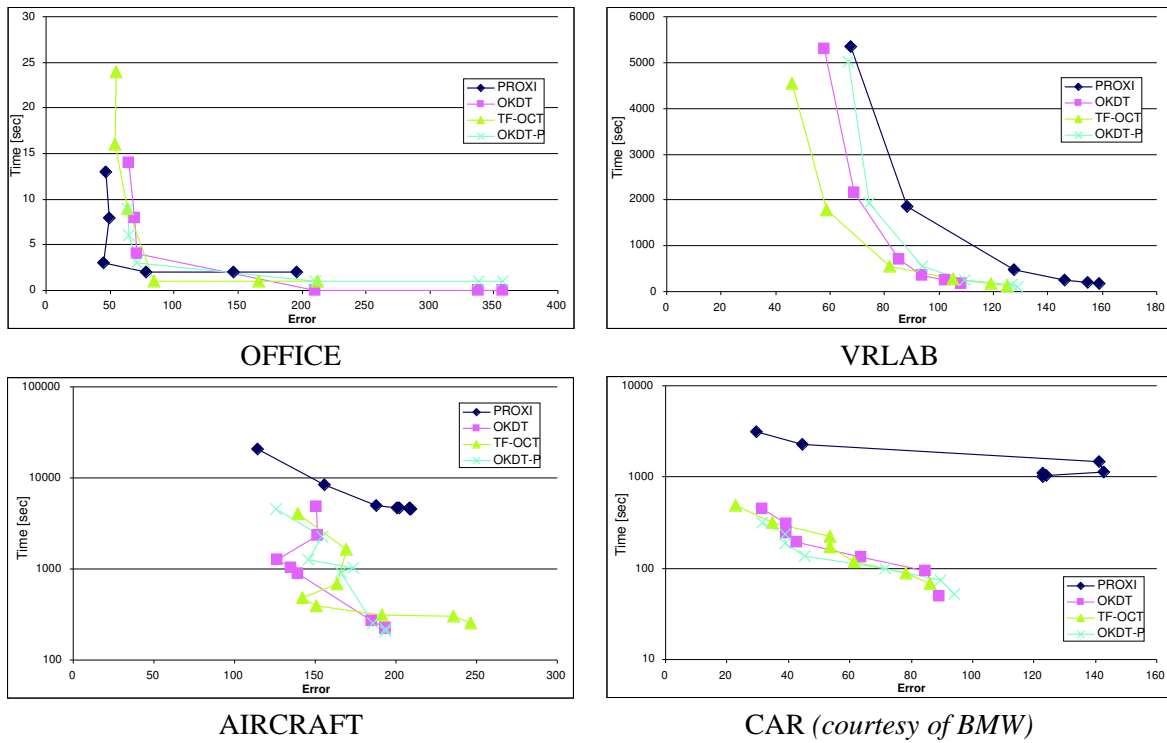 30
25
20
15
10
5
0
Time [sec]
PROXI
OKDT
TF-OCT
OKDT-P
0 50 100 150 200 250 300 350 400
Error
OFFICE
6000
5000
4000
3000
2000
1000
0
Time [sec]
PROXI
OKDT
TF-OCT
OKDT-P
0 20 40 60 80 100 120 140 160 180
Error
VRLAB
100000
10000
1000
100
Time [sec]
PROXI
OKDT
TF-OCT
OKDT-P
0 50 100 150 200 250 300
Error
AIRCRAFT
10000
1000
100
10
Time [sec]
PROXI
OKDT
TF-OCT
OKDT-P
0 20 40 60 80 100 120 140 160
Error
CAR (courtesy of BMW)